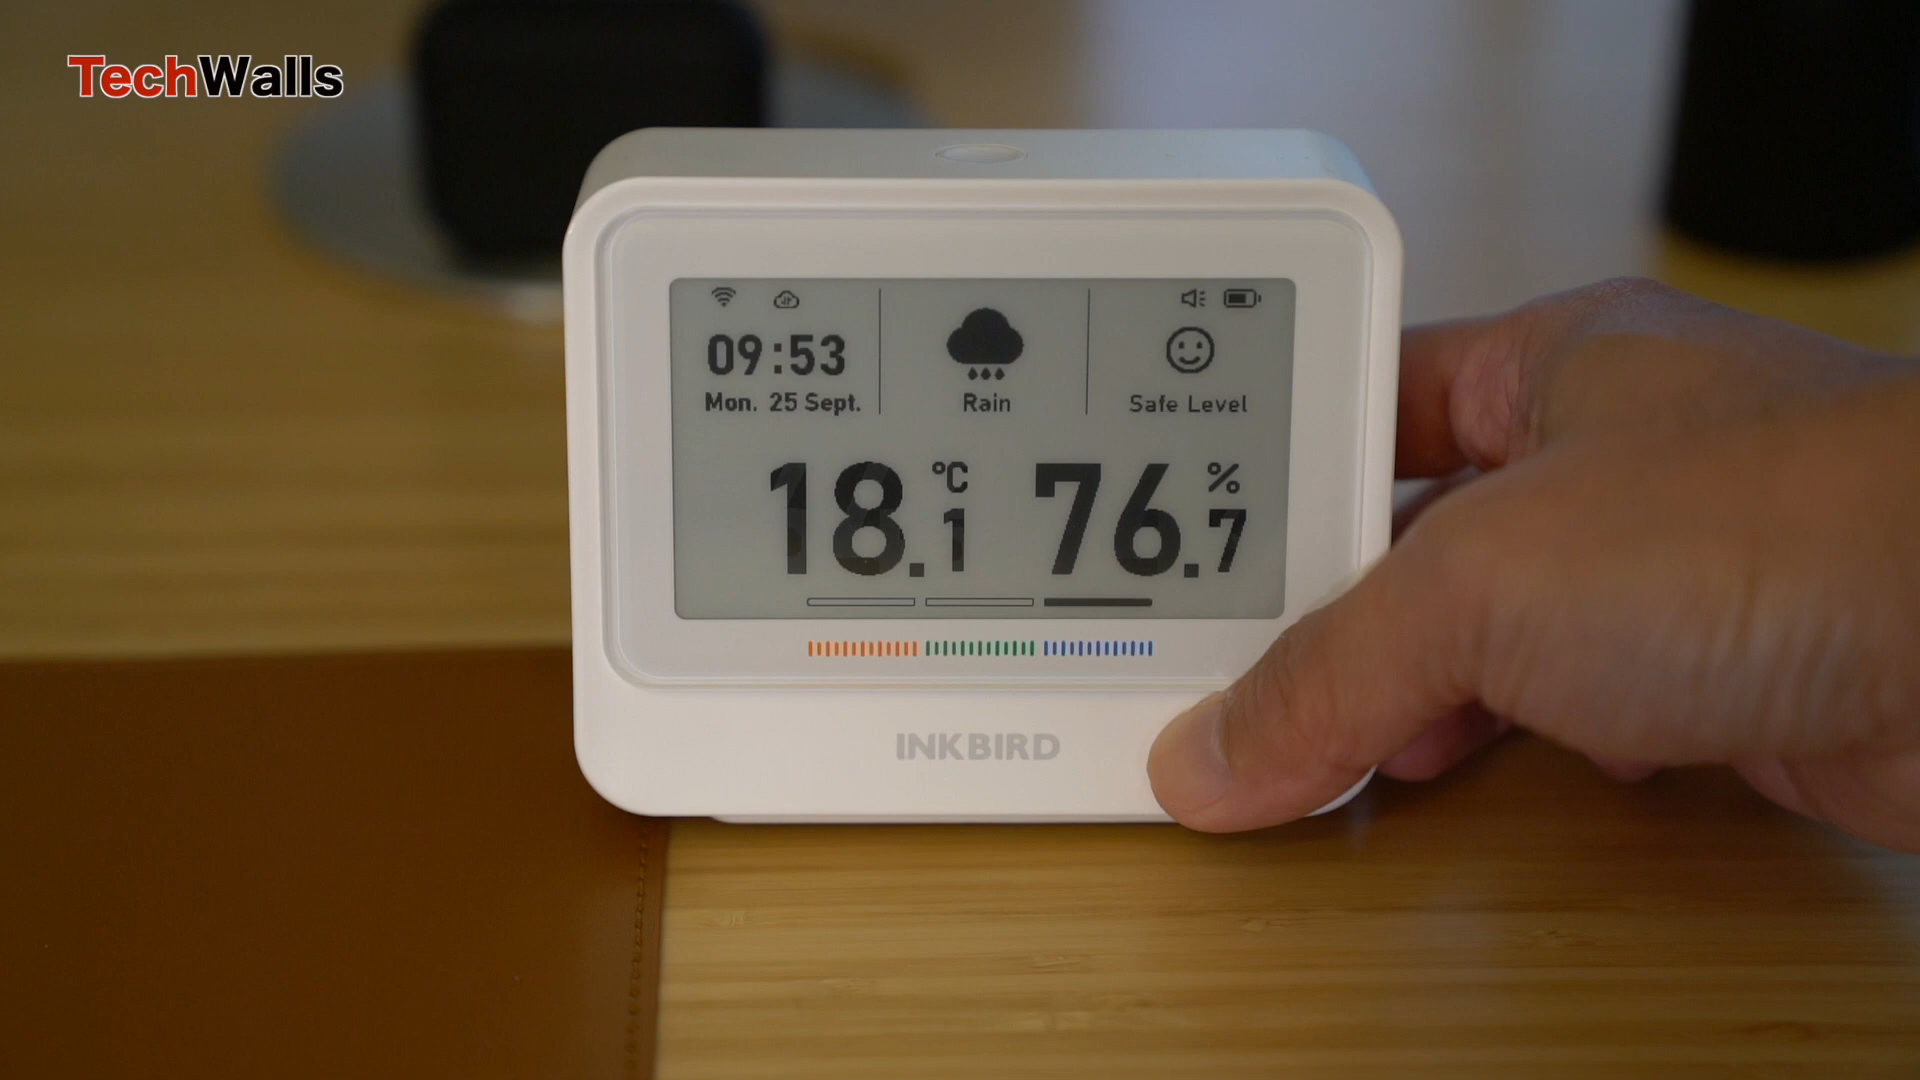 TechWalls
09:53
Mon. 25 Sept.
Rain
Safe Level
18.1 °C
76.7 %
INKBIRD